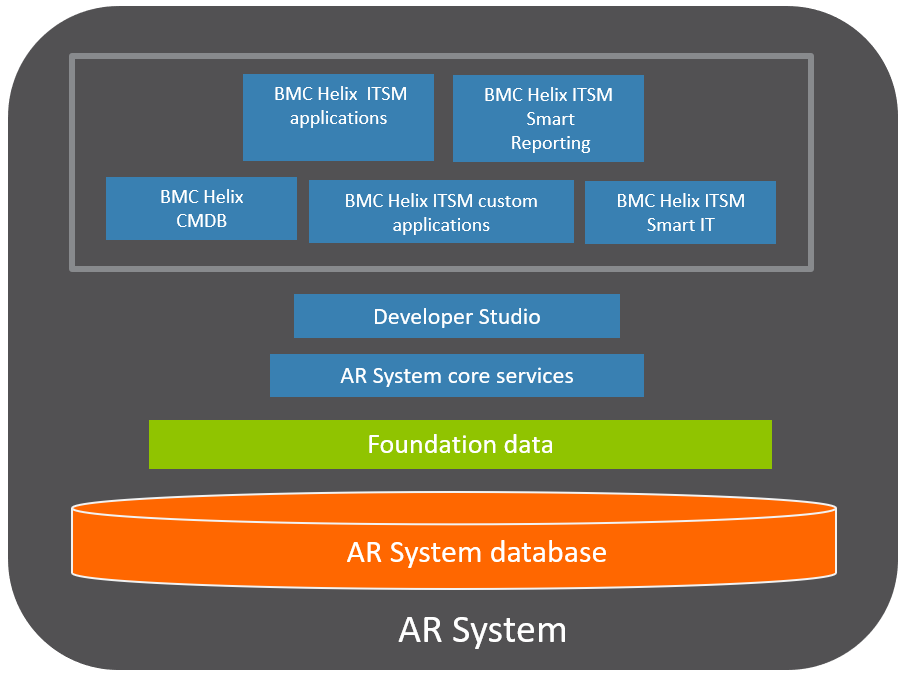 BMC Helix ITSM
applications
BMC Helix ITSM
Smart
Reporting
BMC Helix
CMDB
BMC Helix ITSM custom
applications
BMC Helix ITSM
Smart IT
Developer Studio
AR System core services
Foundation data
AR System database
AR System